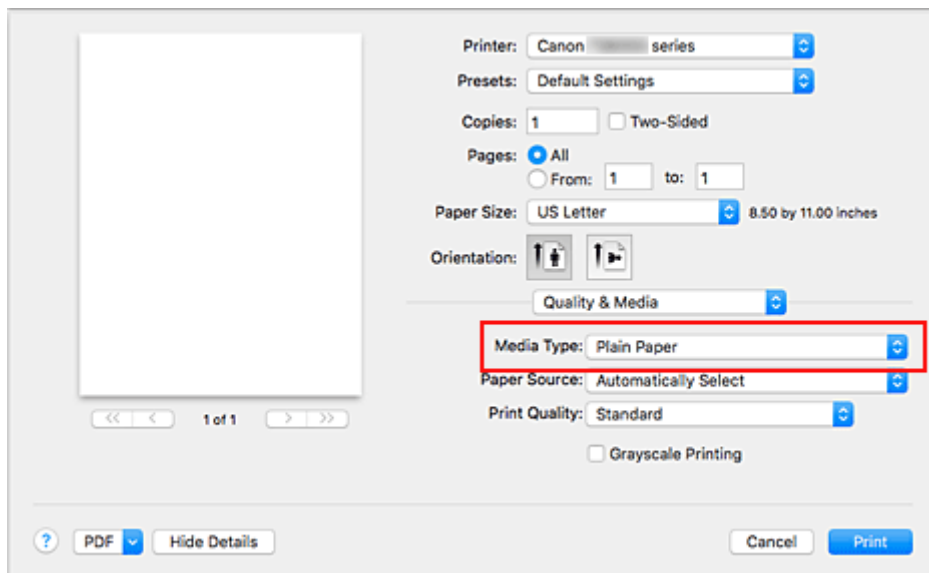 Printer: Canon series
Presets: Default Settings
Copies: 1 Two-Sided
Pages: All
From: 1 to: 1
Paper Size: US Letter 8.50 by 11.00 inches
Orientation:
Quality & Media
Media Type: Plain Paper
Paper Source: Automatically Select
Print Quality: Standard
Grayscale Printing
<< < 1 of 1 > >>
? PDF Hide Details Cancel Print